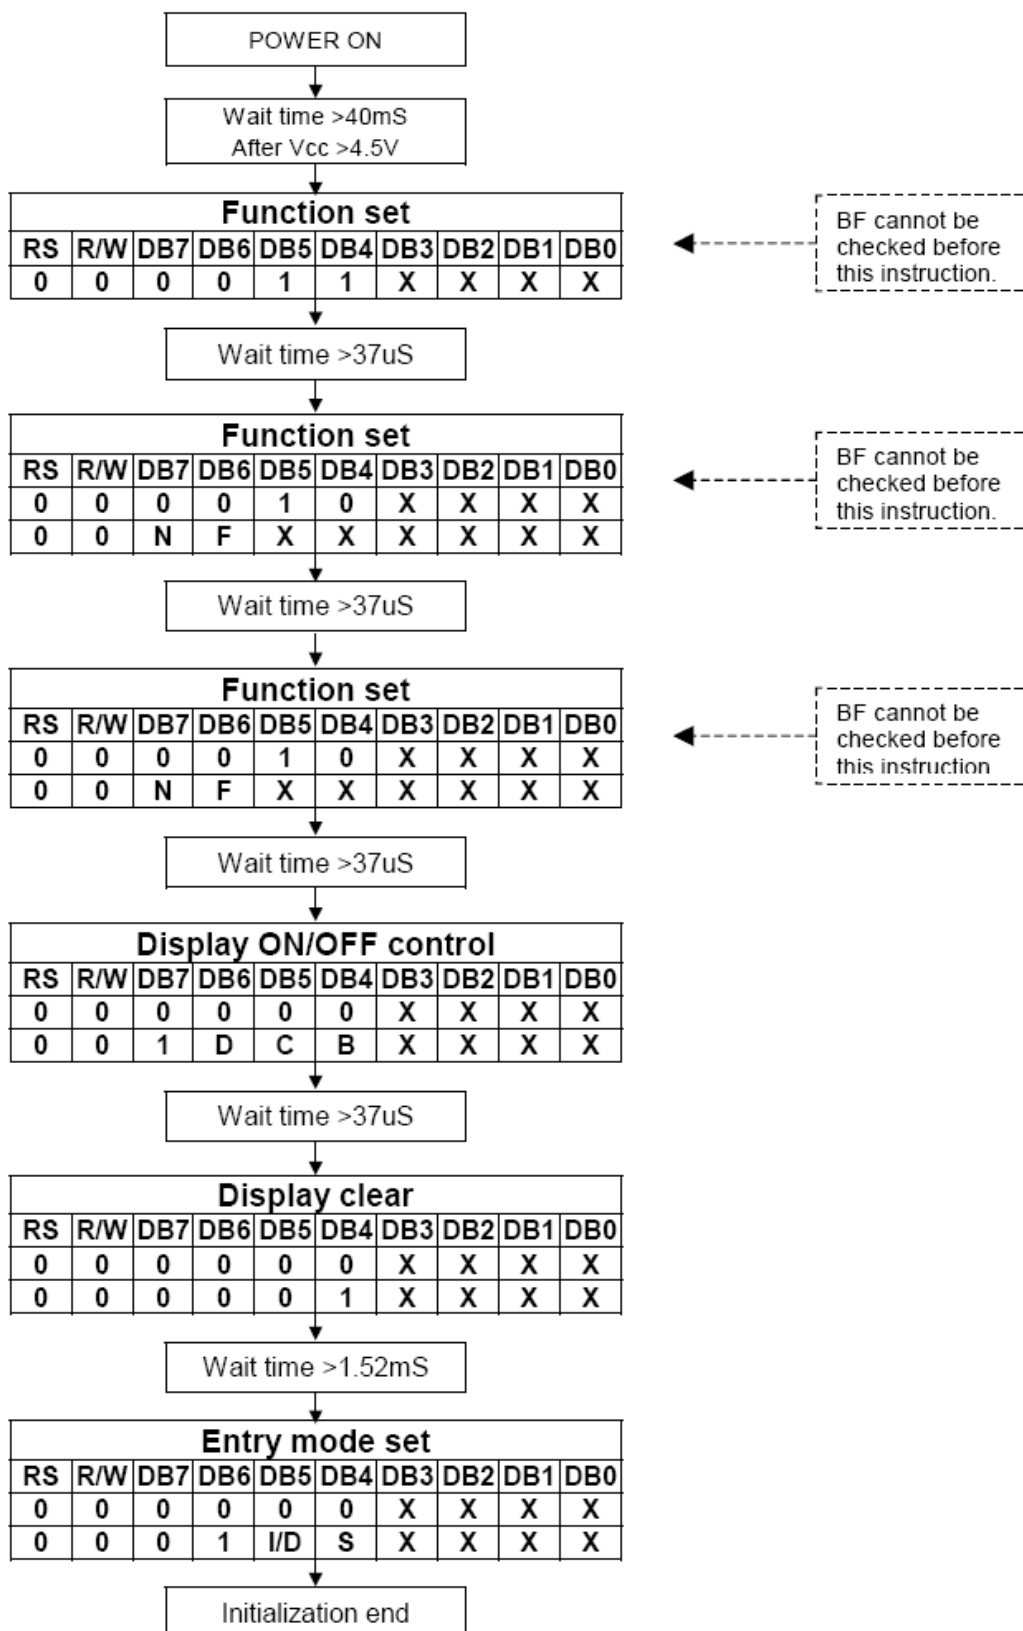 POWER ON
Wait time >40mS
After Vcc >4.5V
Function set
RS R/W DB7 DB6 DB5 DB4 DB3 DB2 DB1 DB0
0 0 0 0 1 1 X X X X
BF cannot be
checked before
this instruction.
Wait time >37uS
Function set
RS R/W DB7 DB6 DB5 DB4 DB3 DB2 DB1 DB0
0 0 0 0 1 0 X X X X
0 0 N F X X X X X X
BF cannot be
checked before
this instruction.
Wait time >37uS
Function set
RS R/W DB7 DB6 DB5 DB4 DB3 DB2 DB1 DB0
0 0 0 0 1 0 X X X X
0 0 N F X X X X X X
BF cannot be
checked before
this instruction
Wait time >37uS
Display ON/OFF control
RS R/W DB7 DB6 DB5 DB4 DB3 DB2 DB1 DB0
0 0 0 0 0 0 X X X X
0 0 1 D C B X X X X
Wait time >37uS
Display clear
RS R/W DB7 DB6 DB5 DB4 DB3 DB2 DB1 DB0
0 0 0 0 0 0 X X X X
0 0 0 0 0 1 X X X X
Wait time >1.52mS
Entry mode set
RS R/W DB7 DB6 DB5 DB4 DB3 DB2 DB1 DB0
0 0 0 0 0 0 X X X X
0 0 0 1 I/D S X X X X
Initialization end